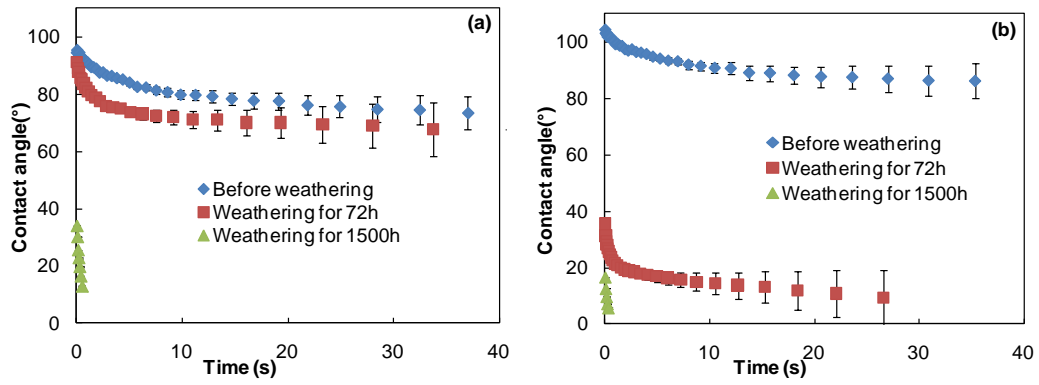 (a)
Contact angle(°)
100
80
60
40
20
0
Before weathering
Weathering for 72h
Weathering for 1500h
0 10 20 30 40
Time (s)
(b)
Contact angle(°)
120
100
80
60
40
20
0
Before weathering
Weathering for 72h
Weathering for 1500h
0 10 20 30 40
Time (s)